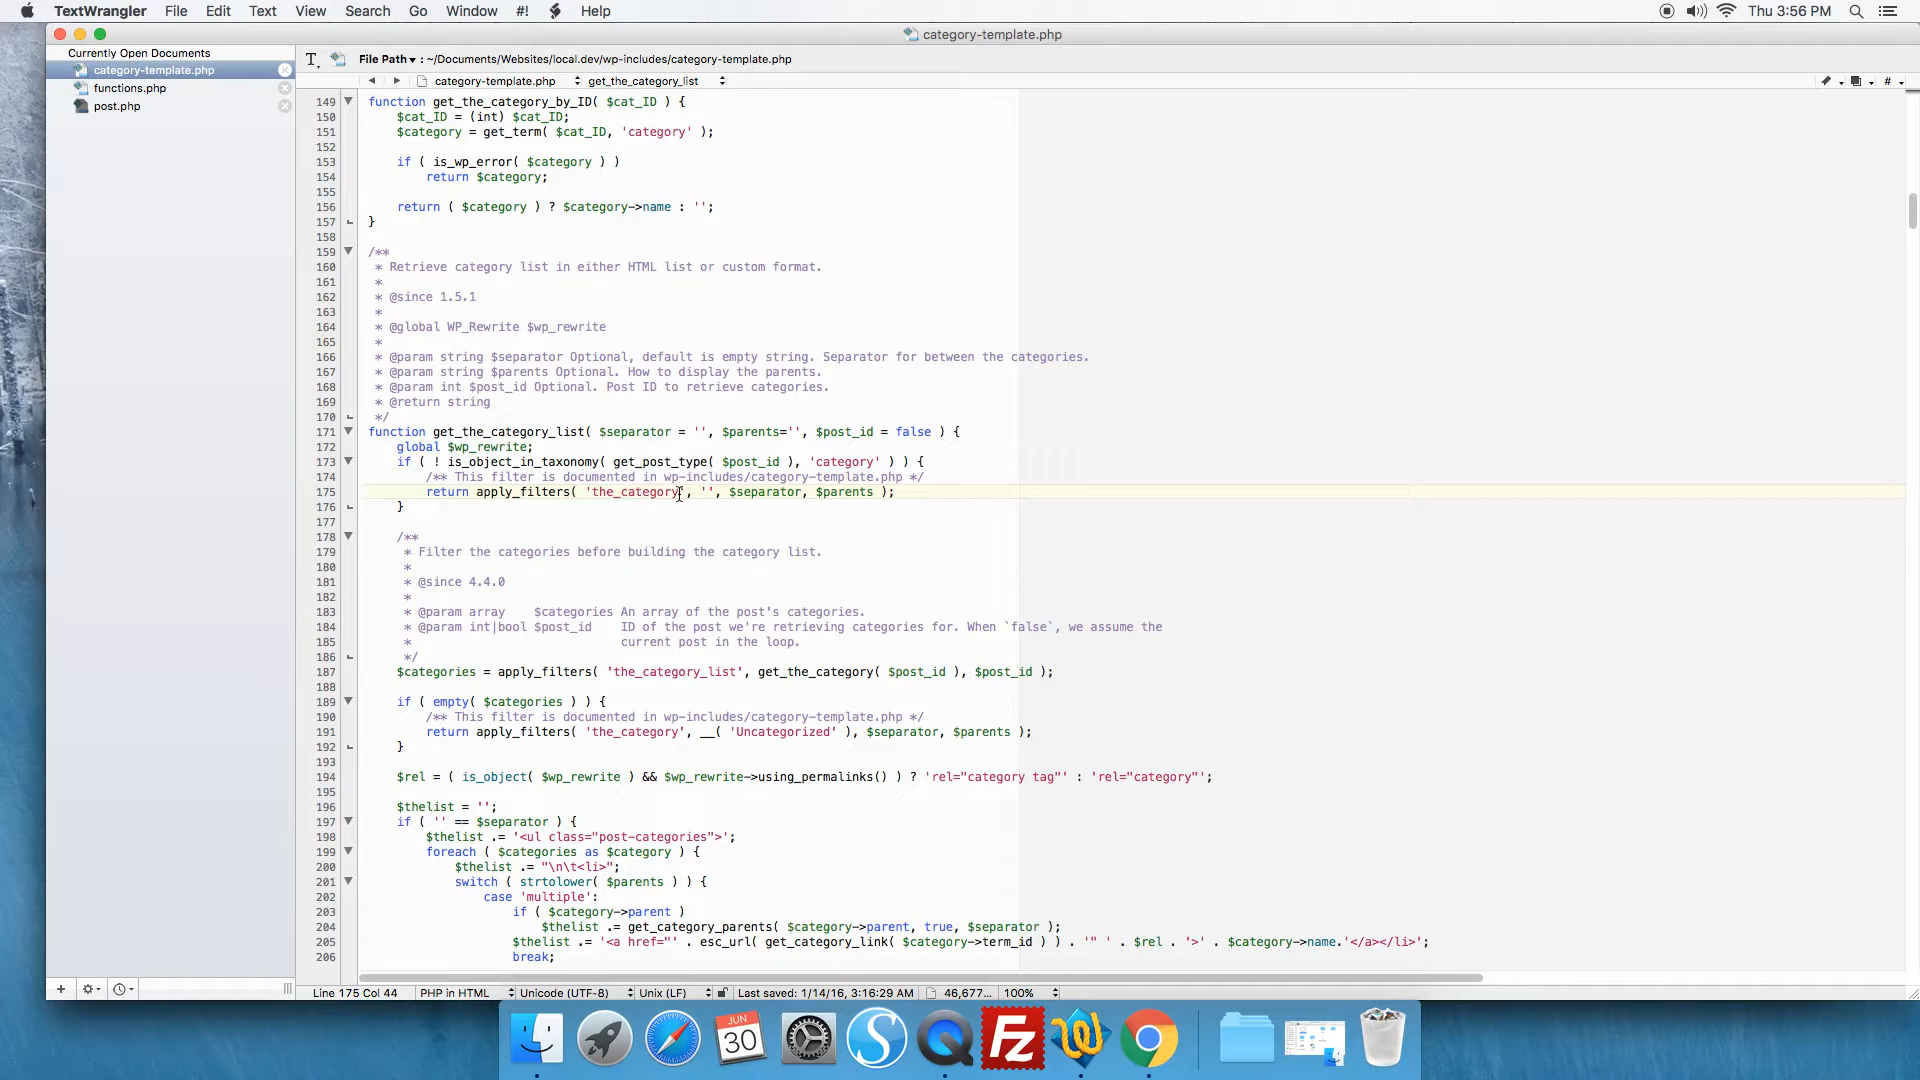 TextWrangler File Edit Text View Search Go Window #! Help Thu 3:56 PM
category-template.php
Currently Open Documents
category-template.php
functions.php
post.php
File Path : ~/Documents/Websites/local.dev/wp-includes/category-template.php
category-template.php get_the_category_list #
149 function get_the_category_by_ID( $cat_ID ) {
150 $cat_ID = (int) $cat_ID;
151 $category = get_term( $cat_ID, 'category' );
152
153 if ( is_wp_error( $category ) )
154 return $category;
155
156 return ( $category ) ? $category->name : '';
157 }
158
159 /**
160 * Retrieve category list in either HTML list or custom format.
161 *
162 * @since 1.5.1
163 *
164 * @global WP_Rewrite $wp_rewrite
165 *
166 * @param string $separator Optional, default is empty string. Separator for between the categories.
167 * @param string $parents Optional. How to display the parents.
168 * @param int $post_id Optional. Post ID to retrieve categories.
169 * @return string
170 */
171 function get_the_category_list( $separator = '', $parents='', $post_id = false ) {
172 global $wp_rewrite;
173 if ( ! is_object_in_taxonomy( get_post_type( $post_id ), 'category' ) ) {
174 /** This filter is documented in wp-includes/category-template.php */
175 return apply_filters( 'the_category', '', $separator, $parents );
176 }
177
178 /**
179 * Filter the categories before building the category list.
180 *
181 * @since 4.4.0
182 *
183 * @param array $categories An array of the post's categories.
184 * @param int|bool $post_id ID of the post we're retrieving categories for. When `false`, we assume the
185 * current post in the loop.
186 */
187 $categories = apply_filters( 'the_category_list', get_the_category( $post_id ), $post_id );
188
189 if ( empty( $categories ) ) {
190 /** This filter is documented in wp-includes/category-template.php */
191 return apply_filters( 'the_category', __( 'Uncategorized' ), $separator, $parents );
192 }
193
194 $rel = ( is_object( $wp_rewrite ) && $wp_rewrite->using_permalinks() ) ? 'rel="category tag"' : 'rel="category"';
195
196 $thelist = '';
197 if ( '' == $separator ) {
198 $thelist .= '<ul class="post-categories">';
199 foreach ( $categories as $category ) {
200 $thelist .= "\n\t<li>";
201 switch ( strtolower( $parents ) ) {
202 case 'multiple':
203 if ( $category->parent )
204 $thelist .= get_category_parents( $category->parent, true, $separator );
205 $thelist .= '<a href="' . esc_url( get_category_link( $category->term_id ) ) . '" ' . $rel . '>' . $category->name.'</a></li>';
206 break;
Line 175 Col 44 PHP in HTML Unicode (UTF-8) Unix (LF) Last saved: 1/14/16, 3:16:29 AM 46,677... 100%
JUN
30
S
Fz